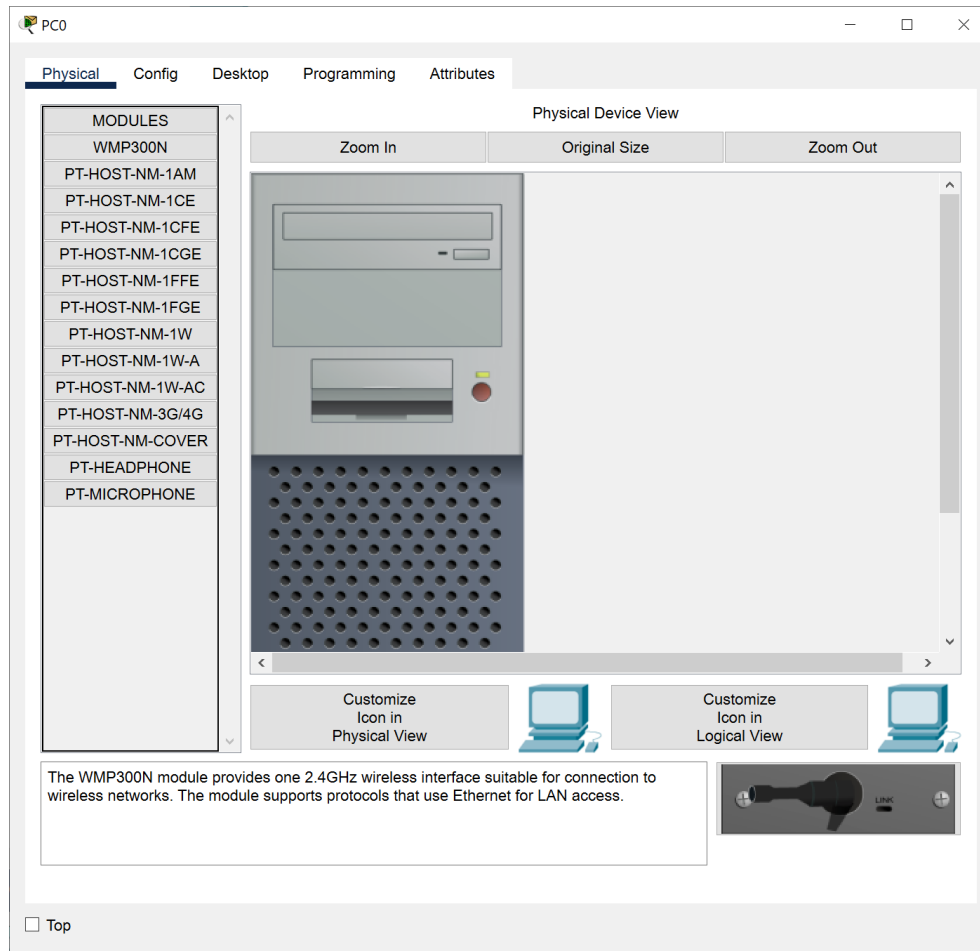 PC0
Physical
Config
Desktop
Programming
Attributes
MODULES
WMP300N
PT-HOST-NM-1AM
PT-HOST-NM-1CE
PT-HOST-NM-1CFE
PT-HOST-NM-1CGE
PT-HOST-NM-1FFE
PT-HOST-NM-1FGE
PT-HOST-NM-1W
PT-HOST-NM-1W-A
PT-HOST-NM-1W-AC
PT-HOST-NM-3G/4G
PT-HOST-NM-COVER
PT-HEADPHONE
PT-MICROPHONE
Physical Device View
Zoom In
Original Size
Zoom Out
Customize
Icon in
Physical View
Customize
Icon in
Logical View
The WMP300N module provides one 2.4GHz wireless interface suitable for connection to
wireless networks. The module supports protocols that use Ethernet for LAN access.
LINK
Top